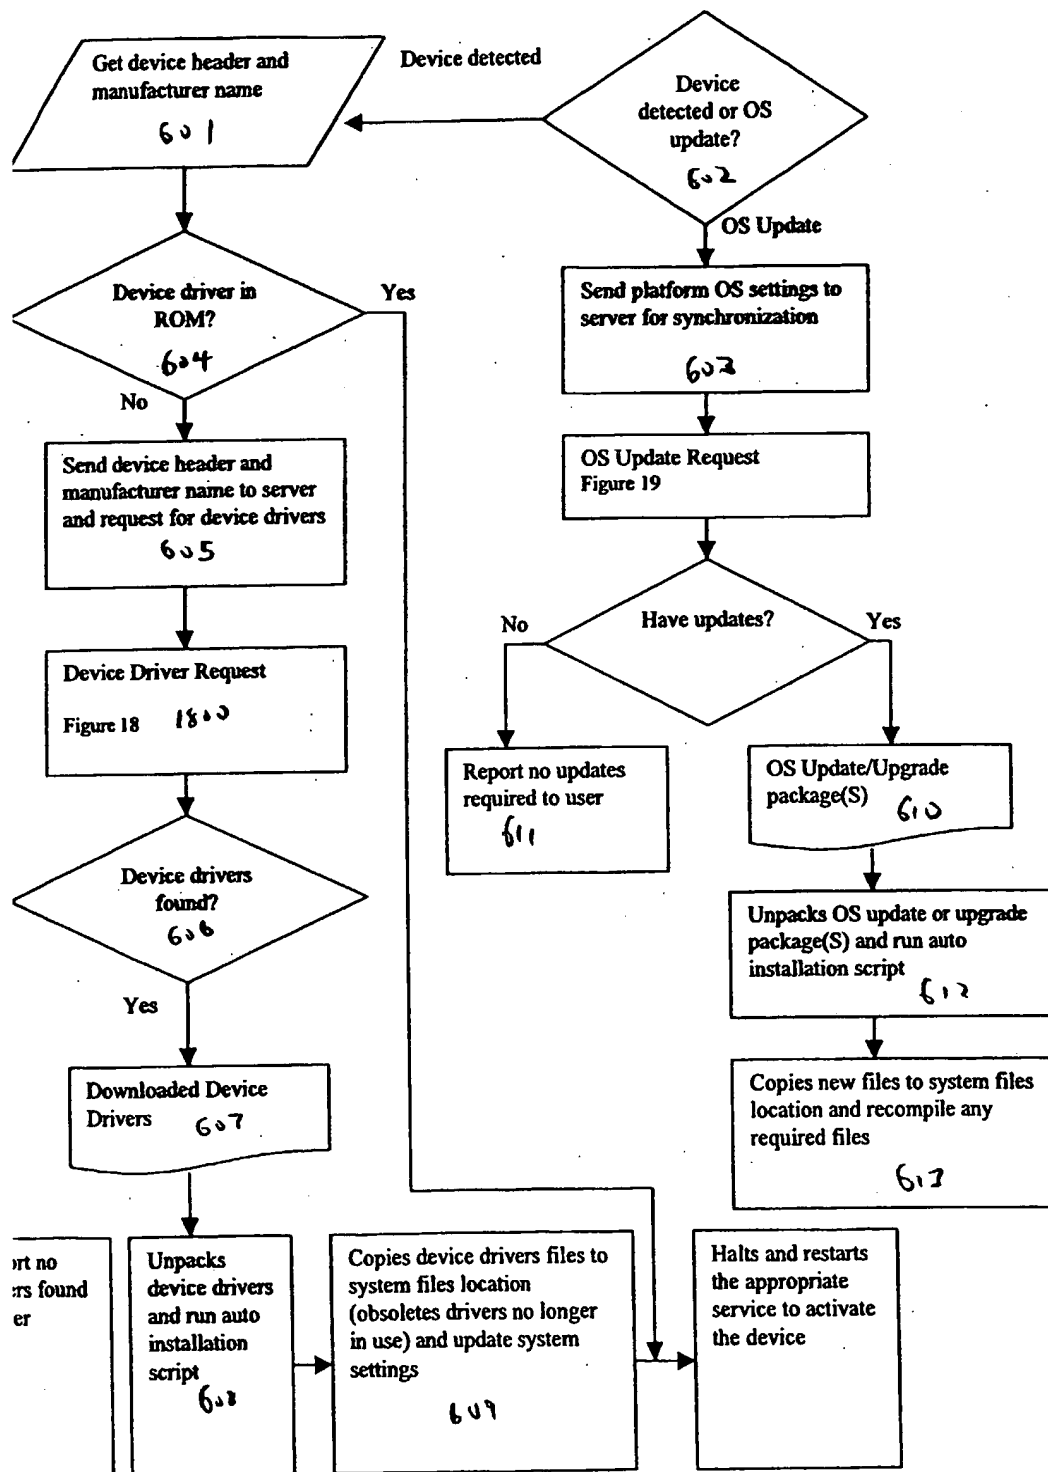 Get device header and
manufacturer name
601
Device detected
Device
detected or OS
update?
602
OS Update
Device driver in
ROM?
604
Yes
No
Send platform OS settings to
server for synchronization
603
Send device header and
manufacturer name to server
and request for device drivers
605
OS Update Request
Figure 19
Device Driver Request
Figure 18 1800
Have updates?
No
Yes
Report no updates
required to user
611
OS Update/Upgrade
package(S)
610
Device drivers
found?
606
Yes
Unpacks OS update or upgrade
package(S) and run auto
installation script
612
Downloaded Device
Drivers 607
Copies new files to system files
location and recompile any
required files
613
ort no
ers found
er
Unpacks
device drivers
and run auto
installation
script
608
Copies device drivers files to
system files location
(obsoletes drivers no longer
in use) and update system
settings
609
Halts and restarts
the appropriate
service to activate
the device